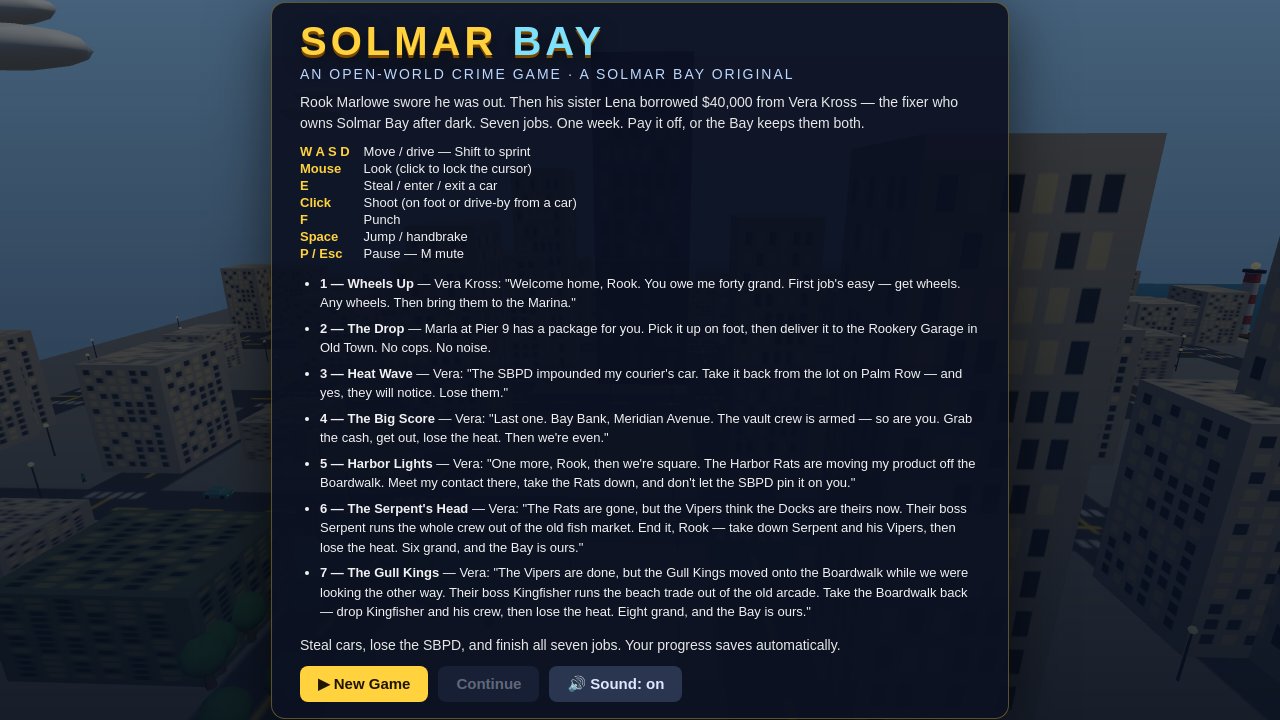 SOLMAR BAY
AN OPEN-WORLD CRIME GAME · A SOLMAR BAY ORIGINAL
Rook Marlowe swore he was out. Then his sister Lena borrowed $40,000 from Vera Kross — the fixer who
owns Solmar Bay after dark. Seven jobs. One week. Pay it off, or the Bay keeps them both.
W A S D Move / drive — Shift to sprint
Mouse Look (click to lock the cursor)
E Steal / enter / exit a car
Click Shoot (on foot or drive-by from a car)
F Punch
Space Jump / handbrake
P / Esc Pause — M mute
• 1 — Wheels Up — Vera Kross: "Welcome home, Rook. You owe me forty grand. First job's easy — get wheels.
Any wheels. Then bring them to the Marina."
• 2 — The Drop — Marla at Pier 9 has a package for you. Pick it up on foot, then deliver it to the Rookery Garage in
Old Town. No cops. No noise.
• 3 — Heat Wave — Vera: "The SBPD impounded my courier's car. Take it back from the lot on Palm Row — and
yes, they will notice. Lose them."
• 4 — The Big Score — Vera: "Last one. Bay Bank, Meridian Avenue. The vault crew is armed — so are you. Grab
the cash, get out, lose the heat. Then we're even."
• 5 — Harbor Lights — Vera: "One more, Rook, then we're square. The Harbor Rats are moving my product off the
Boardwalk. Meet my contact there, take the Rats down, and don't let the SBPD pin it on you."
• 6 — The Serpent's Head — Vera: "The Rats are gone, but the Vipers think the Docks are theirs now. Their boss
Serpent runs the whole crew out of the old fish market. End it, Rook — take down Serpent and his Vipers, then
lose the heat. Six grand, and the Bay is ours."
• 7 — The Gull Kings — Vera: "The Vipers are done, but the Gull Kings moved onto the Boardwalk while we were
looking the other way. Their boss Kingfisher runs the beach trade out of the old arcade. Take the Boardwalk back
— drop Kingfisher and his crew, then lose the heat. Eight grand, and the Bay is ours."
Steal cars, lose the SBPD, and finish all seven jobs. Your progress saves automatically.
▶ New Game Continue 🔊 Sound: on